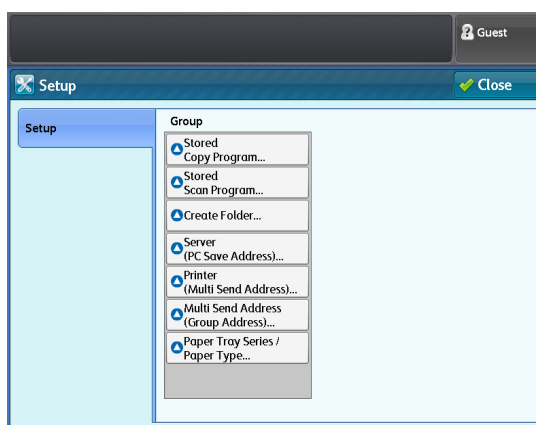 Guest
Setup
Close
Setup
Group
Stored
Copy Program...
Stored
Scan Program...
Create Folder...
Server
(PC Save Address)...
Printer
(Multi Send Address)...
Multi Send Address
(Group Address)...
Paper Tray Series /
Paper Type...